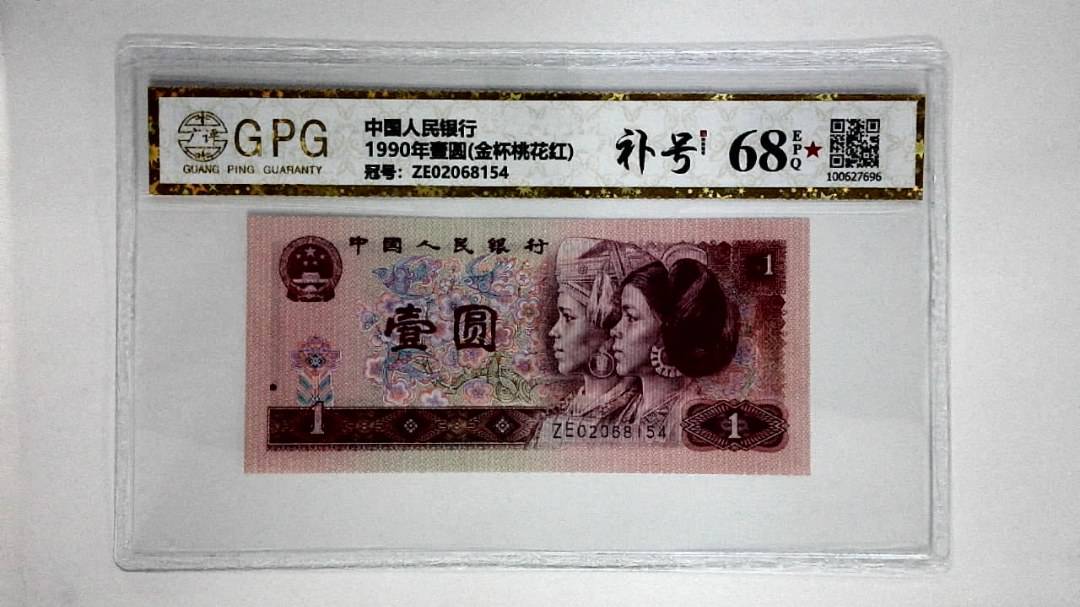 GPG
GUANG PING GUARANTY
中国人民银行
1990年壹圆(金杯桃花红)
冠号：ZE02068154
补号
68 EPQ★
100627696
中国人民银行
壹圆
1
1
ZE02068154
1